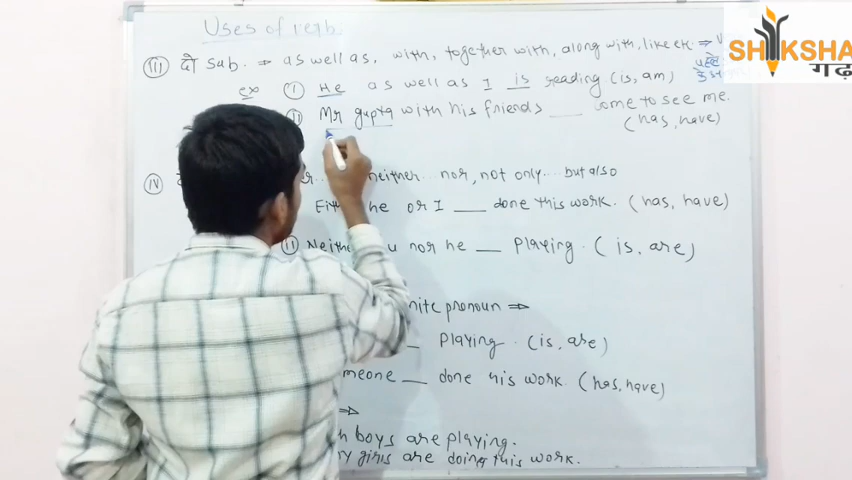 Uses of verb
SHIKSHA
गढ़
(III) दो sub. ⇒ as well as, with, together with, along with, like etc. ⇒
ex (i) He as well as I is reading (is, am)
(ii) Mr gupta with his friends ___ come to see me.
(has, have)
(IV) neither... nor, not only... but also
he or I ___ done this work. (has, have)
(ii) u nor he ___ Playing. (is, are)
pronoun ⇒
Playing. (is, are)
___ done his work. (has, have)
⇒
boys are playing.
girls are doing this work.